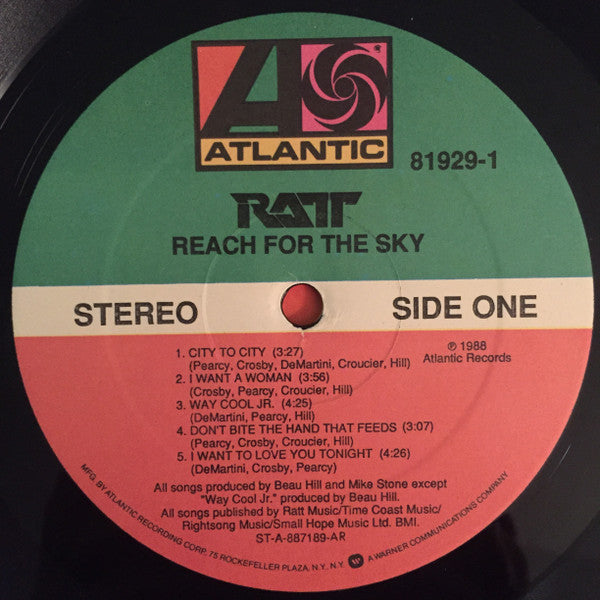 ATLANTIC
81929-1
RATT
REACH FOR THE SKY
STEREO
SIDE ONE
1. CITY TO CITY (3:27)
(Pearcy, Crosby, DeMartini, Croucier, Hill)
2. I WANT A WOMAN (3:56)
(Crosby, Pearcy, Croucier, Hill)
3. WAY COOL JR. (4:25)
(DeMartini, Pearcy, Hill)
4. DON'T BITE THE HAND THAT FEEDS (3:07)
(Pearcy, Crosby, Croucier, Hill)
5. I WANT TO LOVE YOU TONIGHT (4:26)
(DeMartini, Crosby, Pearcy)
℗ 1988
Atlantic Records
All songs produced by Beau Hill and Mike Stone except
"Way Cool Jr." produced by Beau Hill.
All songs published by Ratt Music/Time Coast Music/
Rightsong Music/Small Hope Music Ltd. BMI.
ST-A-887189-AR
MFG. BY ATLANTIC RECORDING CORP. 75 ROCKEFELLER PLAZA, N.Y., N.Y. A WARNER COMMUNICATIONS COMPANY